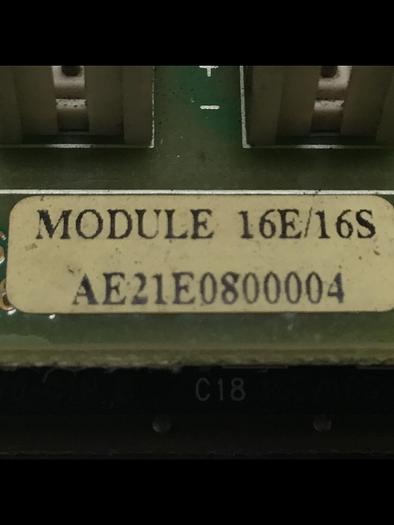 +
−
MODULE 16E/16S
AE21E0800004
C18